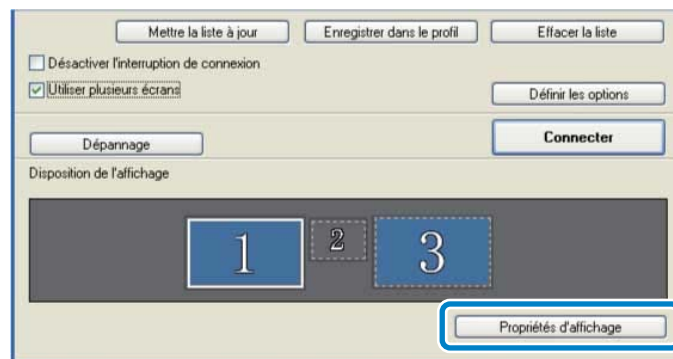 Mettre la liste à jour Enregistrer dans le profil Effacer la liste
Désactiver l'interruption de connexion
Utiliser plusieurs écrans
Définir les options
Dépannage Connecter
Disposition de l'affichage
1 2 3
Propriétés d'affichage